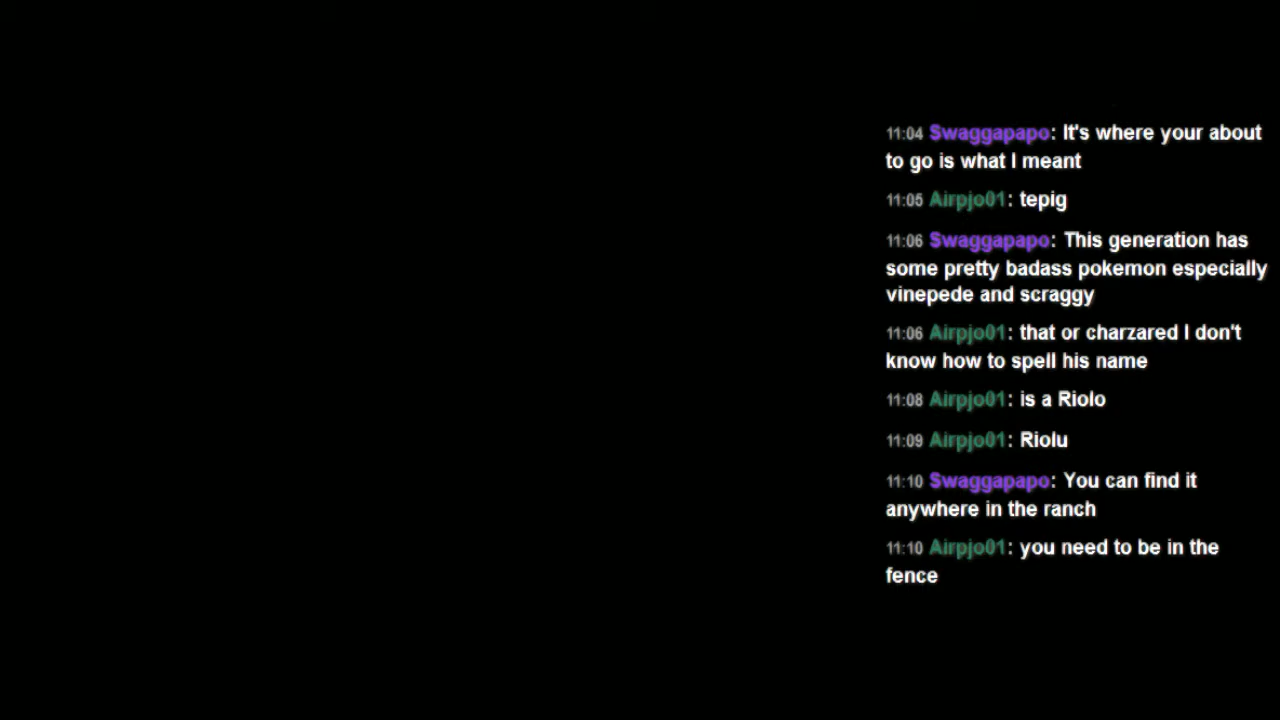 11:04 Swaggapapo: It's where your about
to go is what I meant
11:05 Airpjo01: tepig
11:06 Swaggapapo: This generation has
some pretty badass pokemon especially
vinepede and scraggy
11:06 Airpjo01: that or charzared I don't
know how to spell his name
11:08 Airpjo01: is a Riolo
11:09 Airpjo01: Riolu
11:10 Swaggapapo: You can find it
anywhere in the ranch
11:10 Airpjo01: you need to be in the
fence